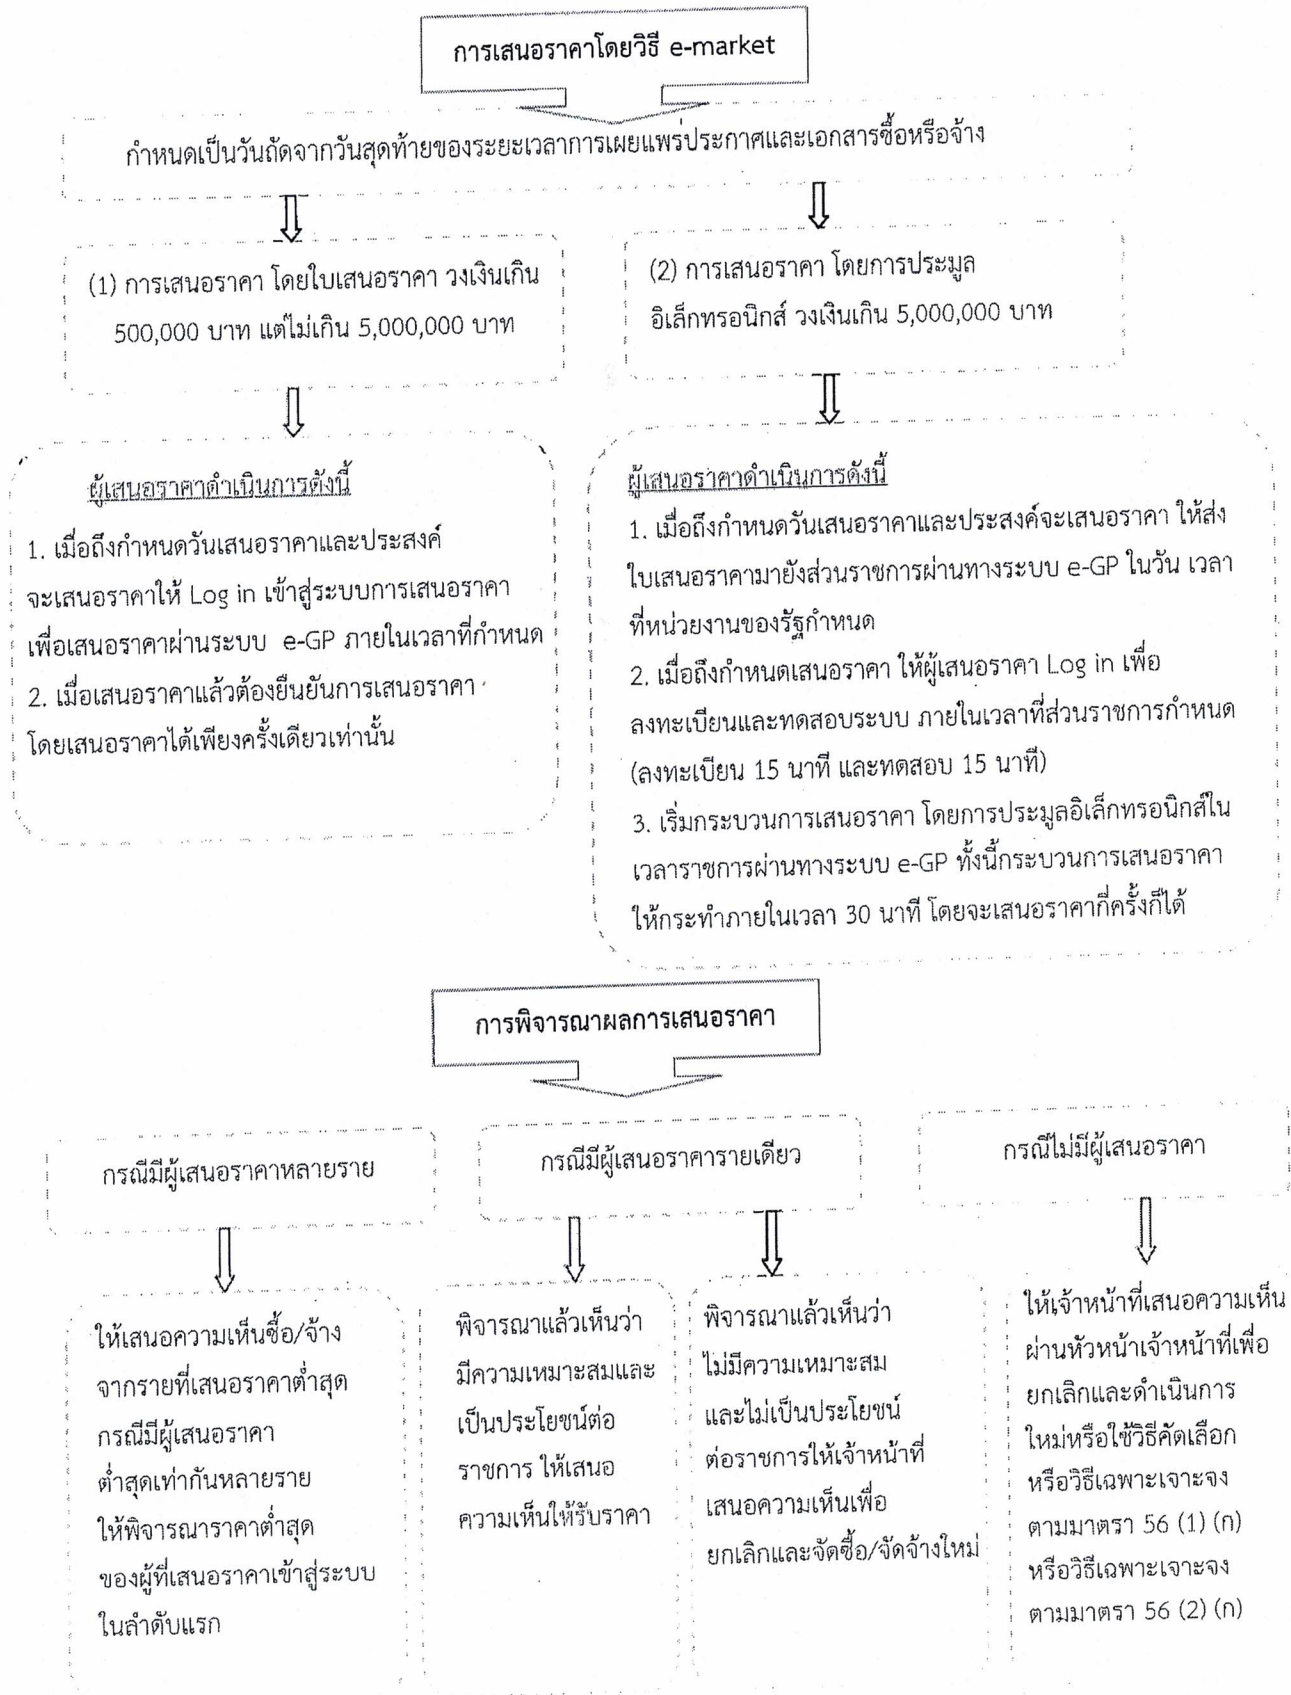 การเสนอราคาโดยวิธี e-market
กำหนดเป็นวันถัดจากวันสุดท้ายของระยะเวลาการเผยแพร่ประกาศและเอกสารซื้อหรือจ้าง
(1) การเสนอราคา โดยใบเสนอราคา วงเงินเกิน
500,000 บาท แต่ไม่เกิน 5,000,000 บาท
(2) การเสนอราคา โดยการประมูล
อิเล็กทรอนิกส์ วงเงินเกิน 5,000,000 บาท
ผู้เสนอราคาดำเนินการดังนี้
1. เมื่อถึงกำหนดวันเสนอราคาและประสงค์
จะเสนอราคาให้ Log in เข้าสู่ระบบการเสนอราคา
เพื่อเสนอราคาผ่านระบบ e-GP ภายในเวลาที่กำหนด
2. เมื่อเสนอราคาแล้วต้องยืนยันการเสนอราคา
โดยเสนอราคาได้เพียงครั้งเดียวเท่านั้น
ผู้เสนอราคาดำเนินการดังนี้
1. เมื่อถึงกำหนดวันเสนอราคาและประสงค์จะเสนอราคา ให้ส่ง
ใบเสนอราคามายังส่วนราชการผ่านทางระบบ e-GP ในวัน เวลา
ที่หน่วยงานของรัฐกำหนด
2. เมื่อถึงกำหนดเสนอราคา ให้ผู้เสนอราคา Log in เพื่อ
ลงทะเบียนและทดสอบระบบ ภายในเวลาที่ส่วนราชการกำหนด
(ลงทะเบียน 15 นาที และทดสอบ 15 นาที)
3. เริ่มกระบวนการเสนอราคา โดยการประมูลอิเล็กทรอนิกส์ใน
เวลาราชการผ่านทางระบบ e-GP ทั้งนี้กระบวนการเสนอราคา
ให้กระทำภายในเวลา 30 นาที โดยจะเสนอราคากี่ครั้งก็ได้
การพิจารณาผลการเสนอราคา
กรณีมีผู้เสนอราคาหลายราย
กรณีมีผู้เสนอราคารายเดียว
กรณีไม่มีผู้เสนอราคา
ให้เสนอความเห็นซื้อ/จ้าง
จากรายที่เสนอราคาต่ำสุด
กรณีมีผู้เสนอราคา
ต่ำสุดเท่ากันหลายราย
ให้พิจารณาราคาต่ำสุด
ของผู้ที่เสนอราคาเข้าสู่ระบบ
ในลำดับแรก
พิจารณาแล้วเห็นว่า
มีความเหมาะสมและ
เป็นประโยชน์ต่อ
ราชการ ให้เสนอ
ความเห็นให้รับราคา
พิจารณาแล้วเห็นว่า
ไม่มีความเหมาะสม
และไม่เป็นประโยชน์
ต่อราชการให้เจ้าหน้าที่
เสนอความเห็นเพื่อ
ยกเลิกและจัดซื้อ/จัดจ้างใหม่
ให้เจ้าหน้าที่เสนอความเห็น
ผ่านหัวหน้าเจ้าหน้าที่เพื่อ
ยกเลิกและดำเนินการ
ใหม่หรือใช้วิธีคัดเลือก
หรือวิธีเฉพาะเจาะจง
ตามมาตรา 56 (1) (ก)
หรือวิธีเฉพาะเจาะจง
ตามมาตรา 56 (2) (ก)